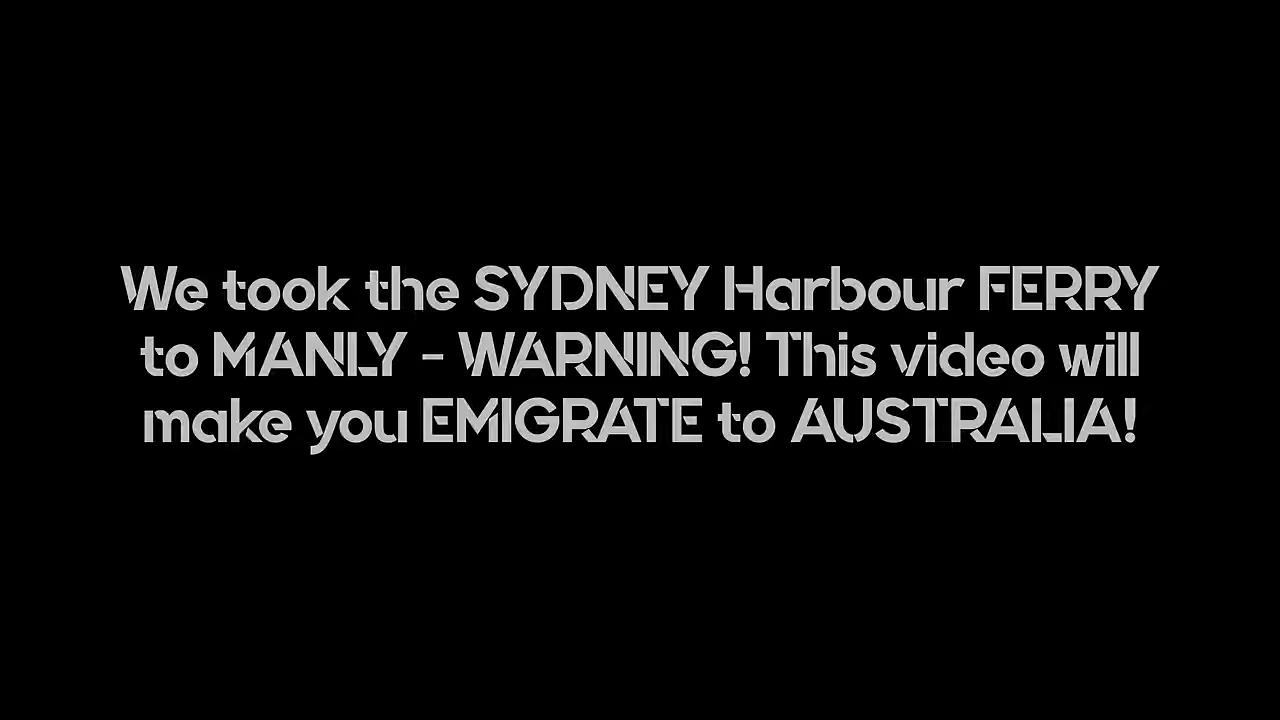 We took the SYDNEY Harbour FERRY
to MANLY - WARNING! This video will
make you EMIGRATE to AUSTRALIA!